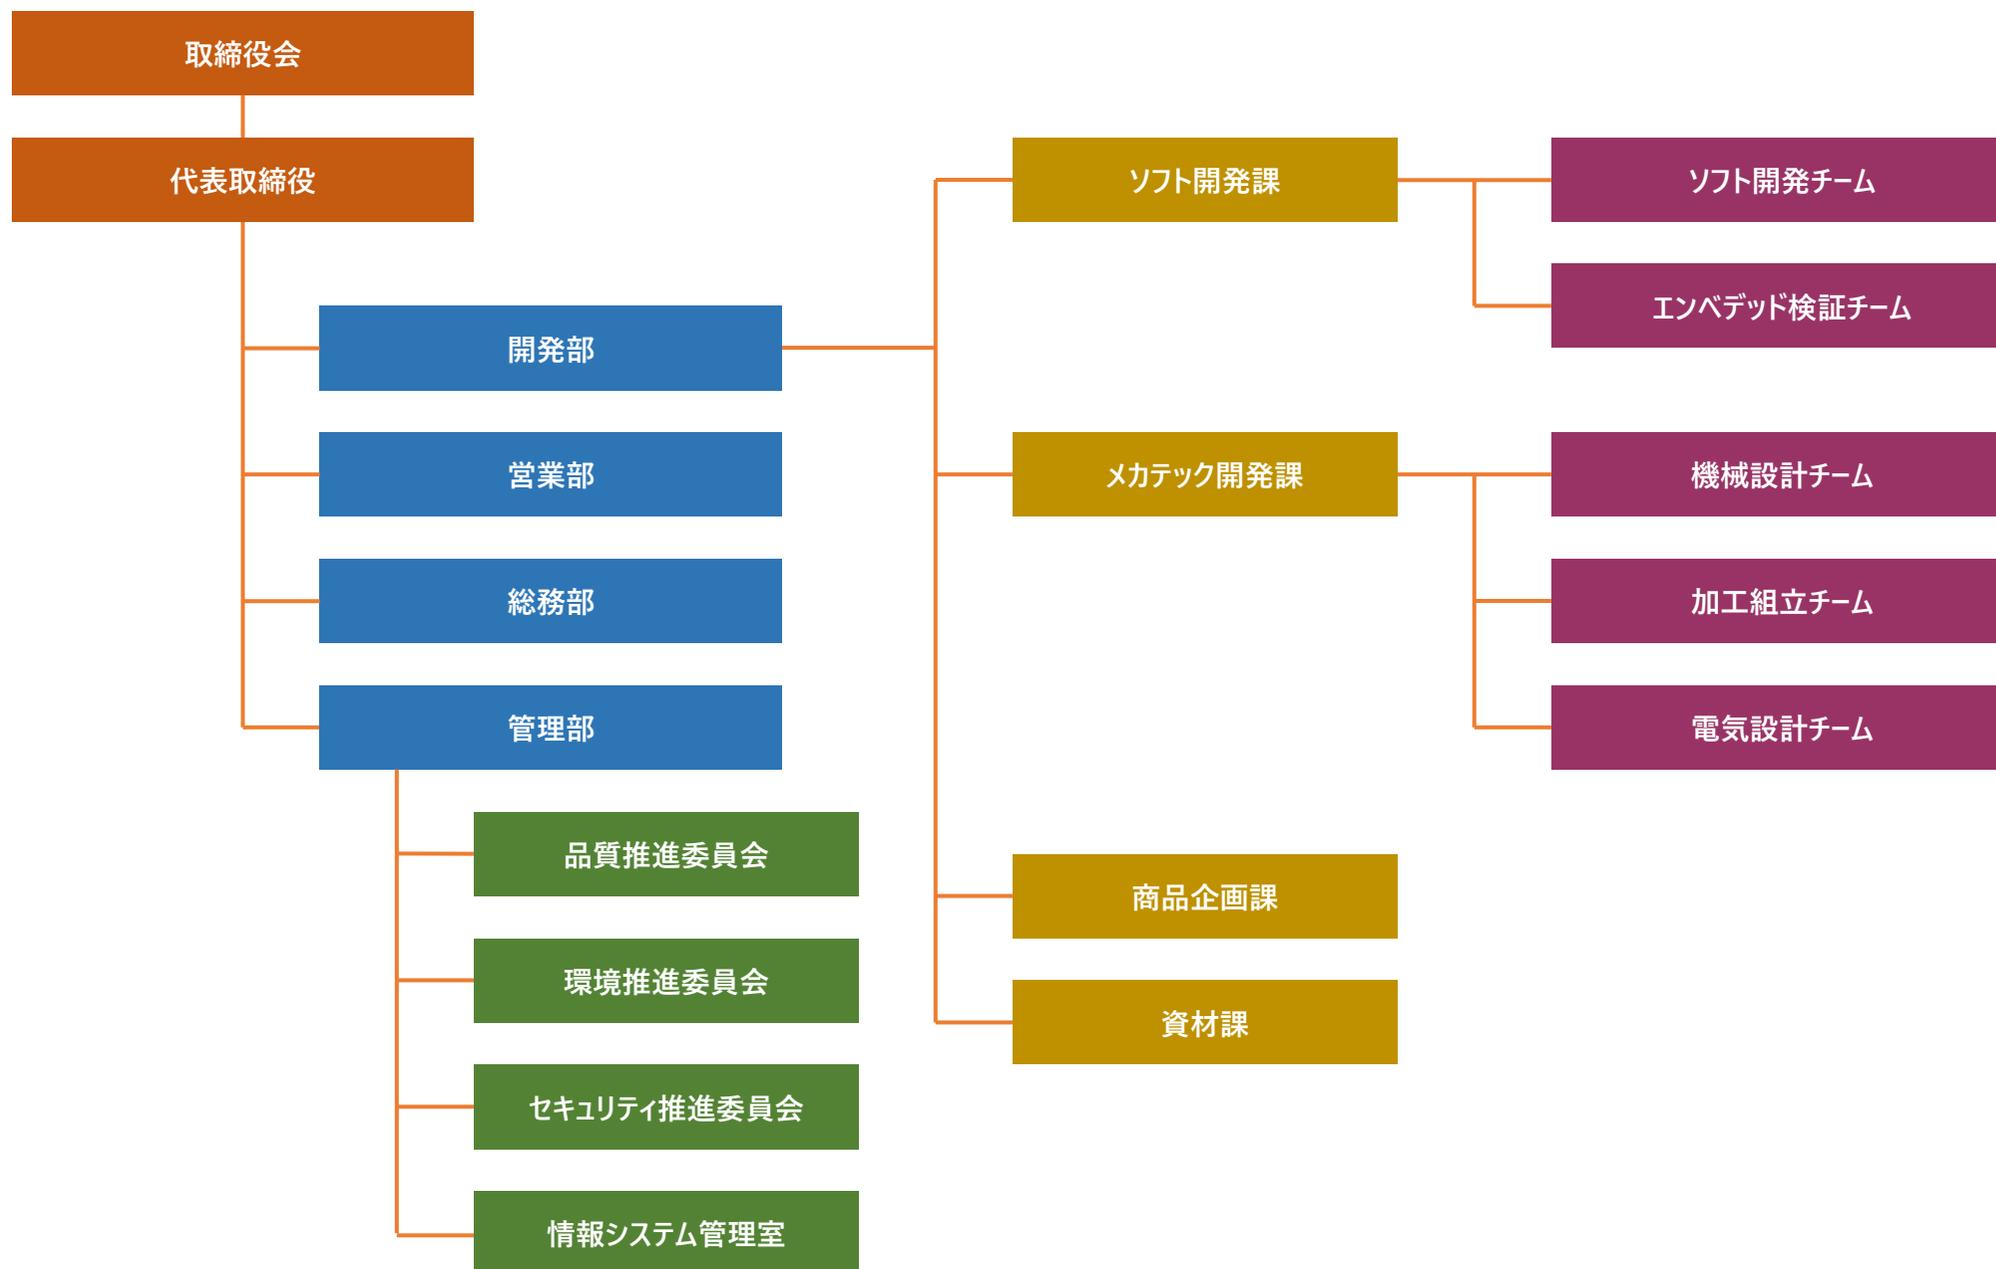 取締役会
代表取締役
開発部
営業部
総務部
管理部
品質推進委員会
環境推進委員会
セキュリティ推進委員会
情報システム管理室
ソフト開発課
メカテック開発課
商品企画課
資材課
ソフト開発チーム
エンベデッド検証チーム
機械設計チーム
加工組立チーム
電気設計チーム